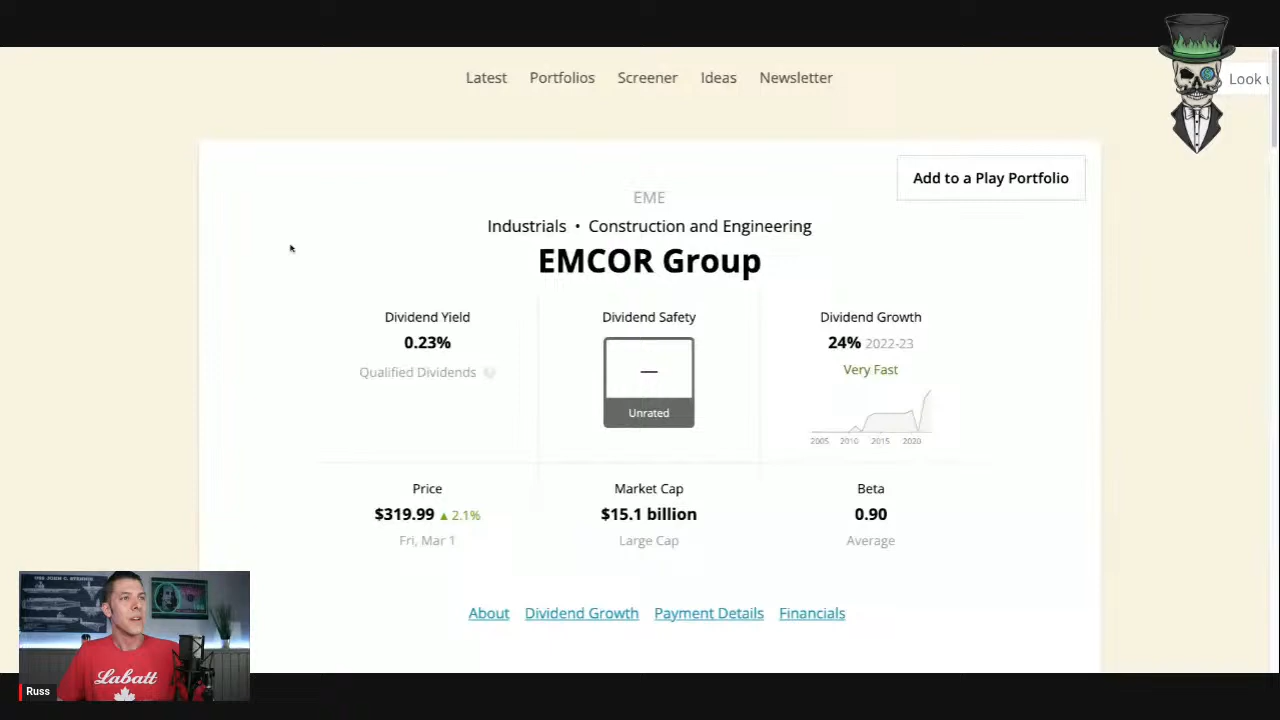 Latest Portfolios Screener Ideas Newsletter
Look
Add to a Play Portfolio
EME
Industrials • Construction and Engineering
EMCOR Group
Dividend Yield
0.23%
Qualified Dividends
Dividend Safety
—
Unrated
Dividend Growth
24% 2022-23
Very Fast
2005 2010 2015 2020
Price
$319.99 ▲ 2.1%
Fri, Mar 1
Market Cap
$15.1 billion
Large Cap
Beta
0.90
Average
About Dividend Growth Payment Details Financials
USS JOHN C. STENNIS
Labatt
Russ